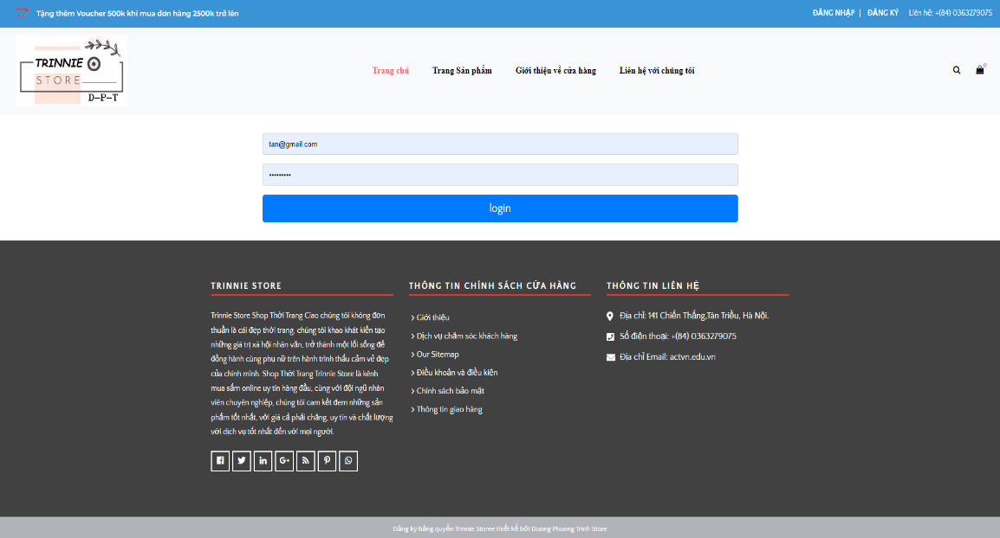 Tặng thêm Voucher 500k khi mua đơn hàng 2500k trở lên
ĐĂNG NHẬP | ĐĂNG KÝ Liên hệ: +(84) 0363279075
TRINNIE
STORE
D-P-T
Trang chủ Trang Sản phẩm Giới thiệu về cửa hàng Liên hệ với chúng tôi
0
tan@gmail.com
•••••••••
login
TRINNIE STORE
Trinnie Store Shop Thời Trang Ciao chúng tôi không đơn
thuần là cái đẹp thời trang, chúng tôi khao khát kiến tạo
những giá trị xã hội nhân văn, trở thành một lối sống để
đồng hành cùng phụ nữ trên hành trình thấu cảm vẻ đẹp
của chính mình. Shop Thời Trang Trinnie Store là kênh
mua sắm online uy tín hàng đầu, cùng với đội ngũ nhân
viên chuyên nghiệp, chúng tôi cam kết đem những sản
phẩm tốt nhất, với giá cả phải chăng, uy tín và chất lượng
với dịch vụ tốt nhất đến với mọi người.
THÔNG TIN CHÍNH SÁCH CỬA HÀNG
Giới thiệu
Dịch vụ chăm sóc khách hàng
Our Sitemap
Điều khoản và điều kiện
Chính sách bảo mật
Thông tin giao hàng
THÔNG TIN LIÊN HỆ
Địa chỉ: 141 Chiến Thắng,Tân Triều, Hà Nội.
Số điện thoại: +(84) 0363279075
Địa chỉ Email: actvn.edu.vn
Đăng ký bằng quyền Trinnie Storee thiết kế bởi Duong Phuong Trinh Store